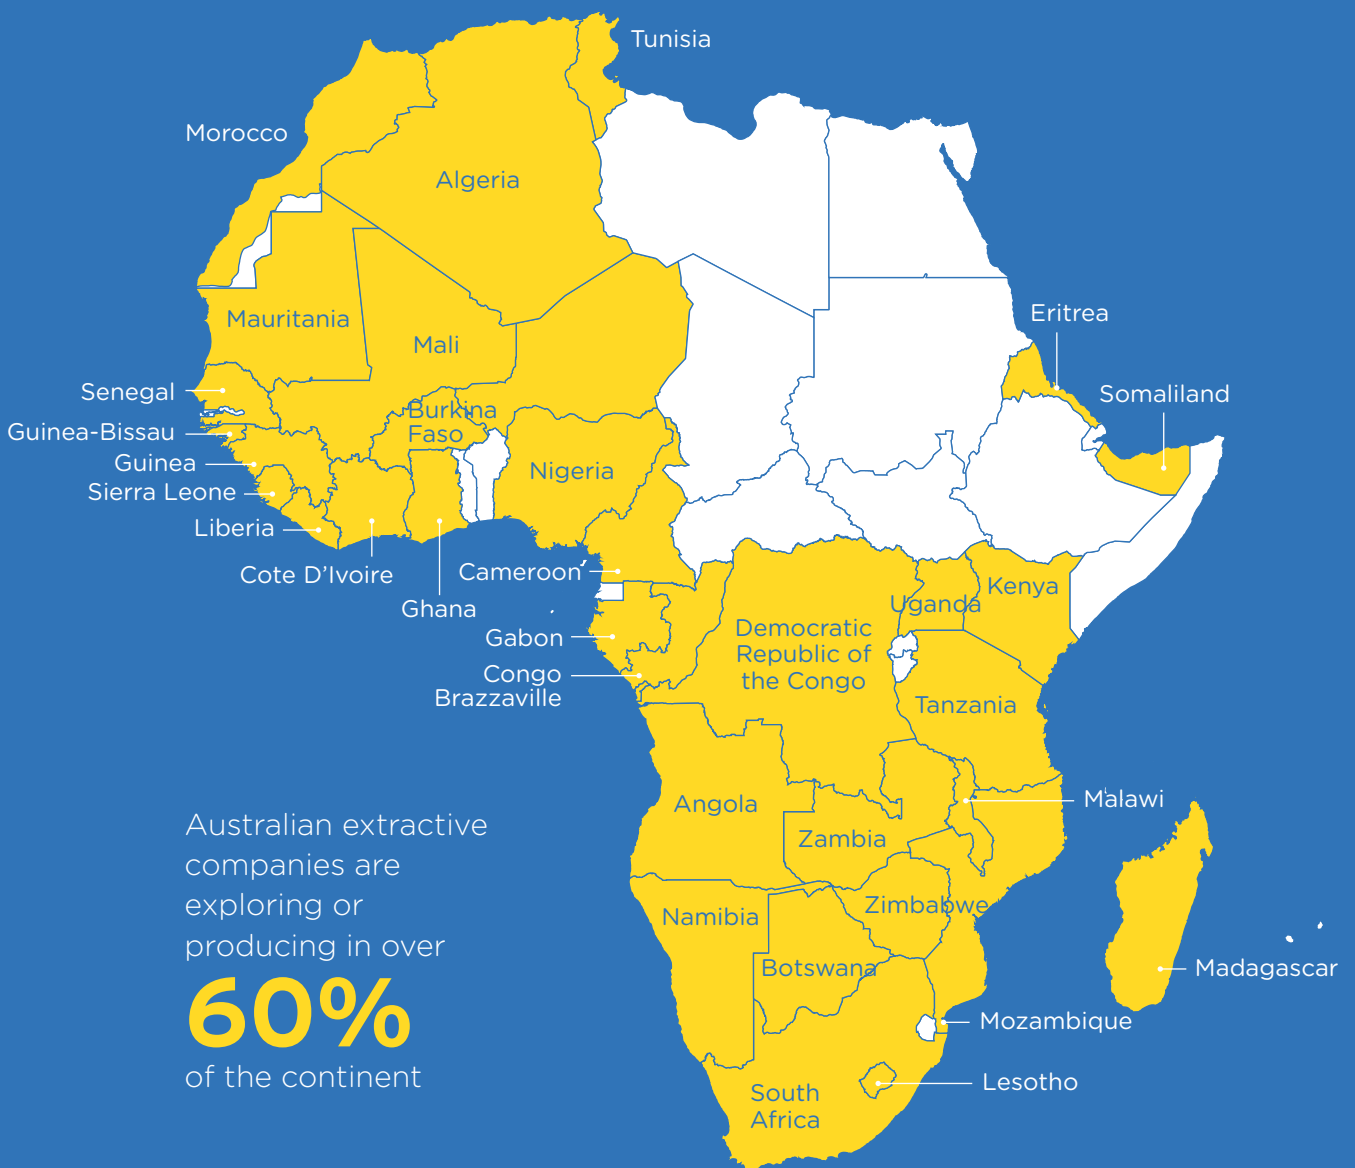 Tunisia
Morocco
Algeria
Mauritania
Mali
Eritrea
Senegal
Somaliland
Burkina
Faso
Guinea-Bissau
Guinea
Nigeria
Sierra Leone
Liberia
Cote D'Ivoire
Cameroon
Ghana
Kenya
Uganda
Gabon
Democratic
Republic of
the Congo
Congo
Brazzaville
Tanzania
Angola
Malawi
Zambia
Namibia
Zimbabwe
Botswana
Madagascar
Mozambique
Lesotho
South
Africa
Australian extractive
companies are
exploring or
producing in over
60%
of the continent